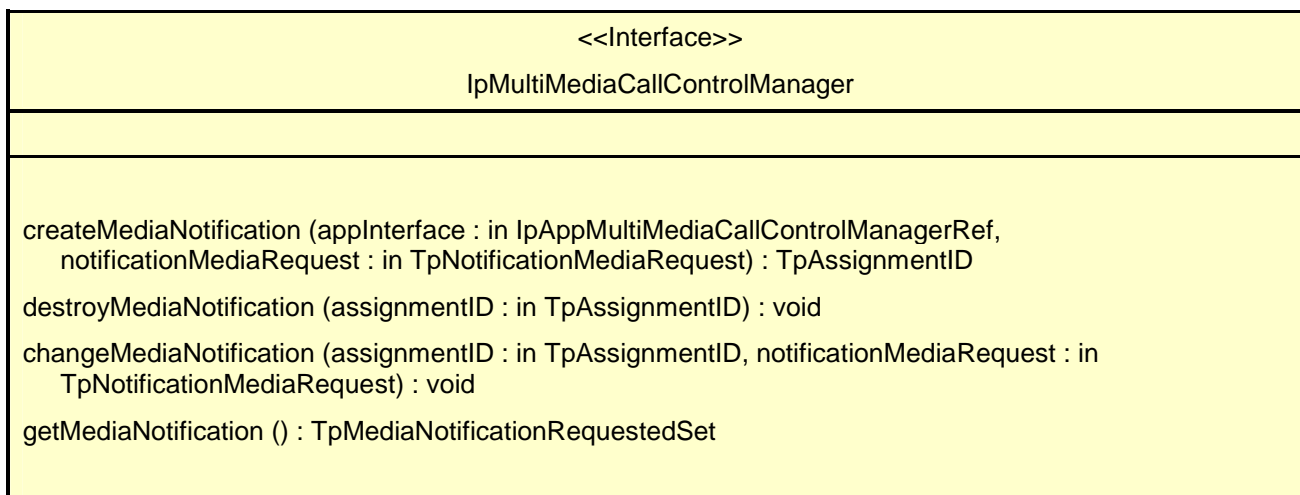 <<Interface>>
IpMultiMediaCallControlManager
createMediaNotification (appInterface : in IpAppMultiMediaCallControlManagerRef,
notificationMediaRequest : in TpNotificationMediaRequest) : TpAssignmentID
destroyMediaNotification (assignmentID : in TpAssignmentID) : void
changeMediaNotification (assignmentID : in TpAssignmentID, notificationMediaRequest : in
TpNotificationMediaRequest) : void
getMediaNotification () : TpMediaNotificationRequestedSet